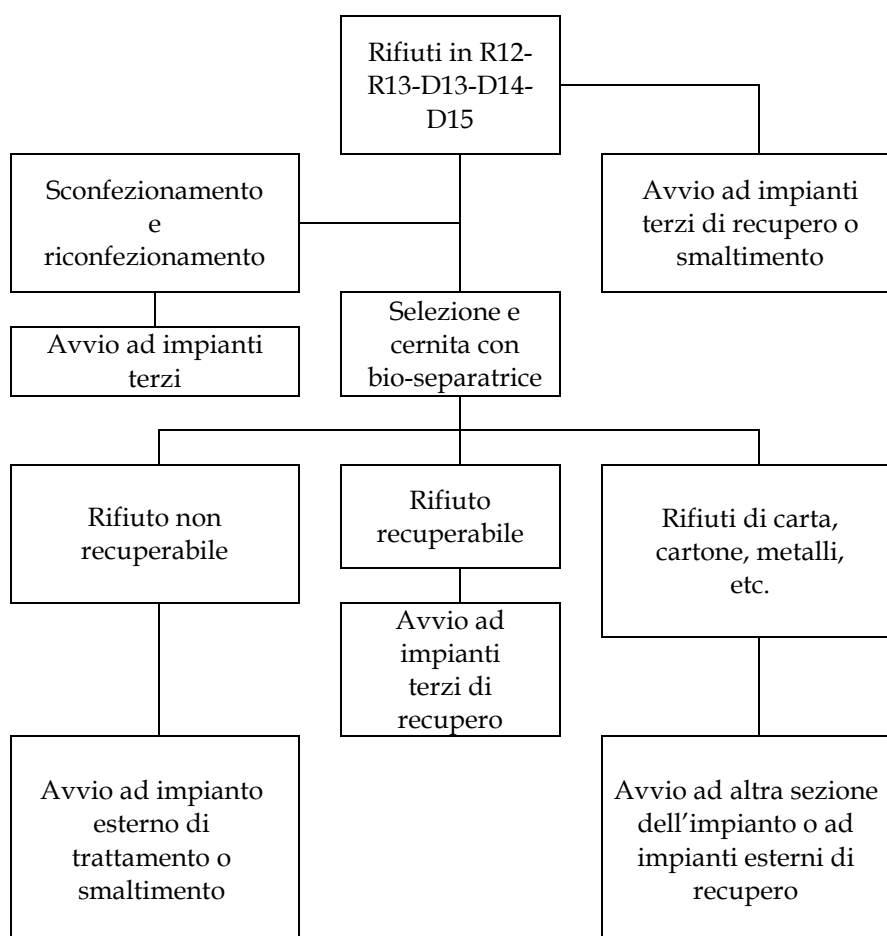 Rifiuti in R12-
R13-D13-D14-
D15
Sconfezionamento
e
riconfezionamento
Avvio ad impianti
terzi di recupero o
smaltimento
Avvio ad impianti
terzi
Selezione e
cernita con
bio-separatrice
Rifiuto non
recuperabile
Rifiuto
recuperabile
Rifiuti di carta,
cartone, metalli,
etc.
Avvio ad
impianti
terzi di
recupero
Avvio ad impianto
esterno di
trattamento o
smaltimento
Avvio ad altra sezione
dell’impianto o ad
impianti esterni di
recupero